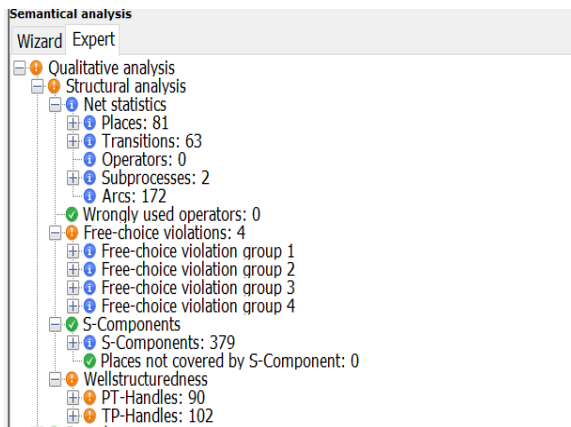 Semantical analysis
Wizard Expert
Qualitative analysis
Structural analysis
Net statistics
Places: 81
Transitions: 63
Operators: 0
Subprocesses: 2
Arcs: 172
Wrongly used operators: 0
Free-choice violations: 4
Free-choice violation group 1
Free-choice violation group 2
Free-choice violation group 3
Free-choice violation group 4
S-Components
S-Components: 379
Places not covered by S-Component: 0
Wellstructuredness
PT-Handles: 90
TP-Handles: 102